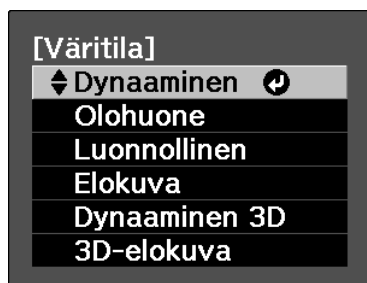 [Väritila]
Dynaaminen
Olohuone
Luonnollinen
Elokuva
Dynaaminen 3D
3D-elokuva